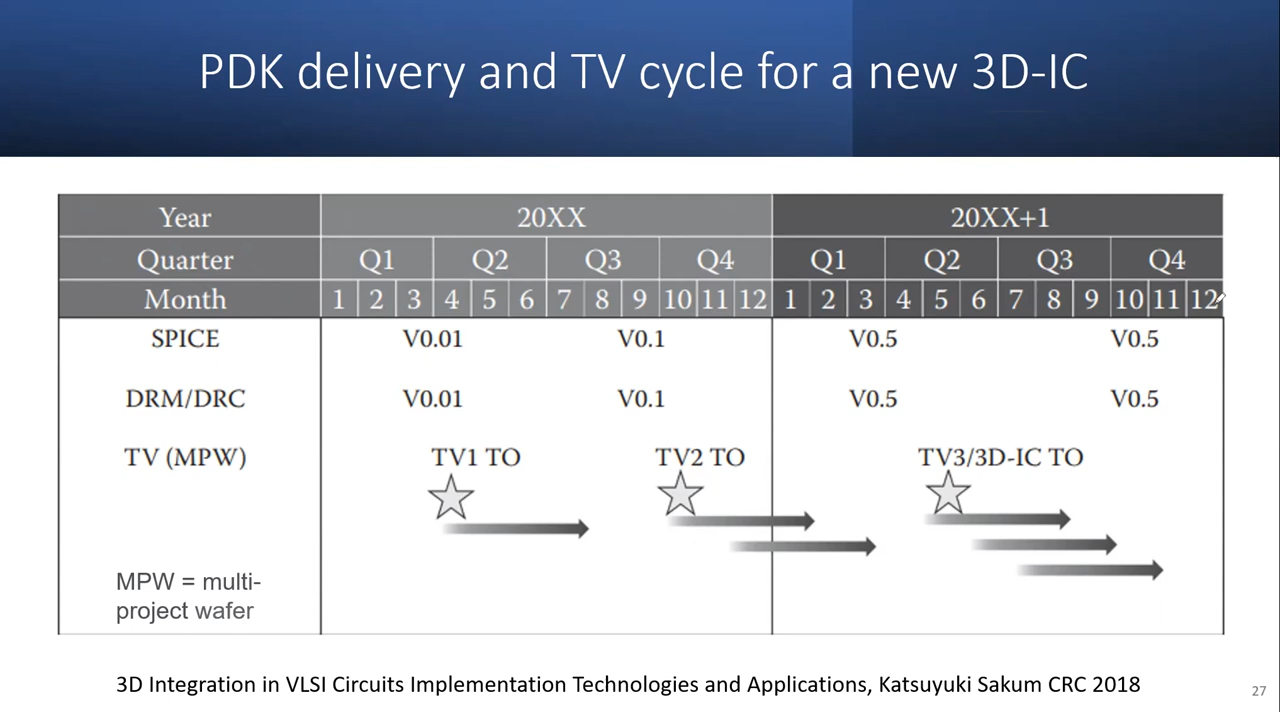 PDK delivery and TV cycle for a new 3D-IC
Year 20XX 20XX+1
Quarter Q1 Q2 Q3 Q4 Q1 Q2 Q3 Q4
Month 1 2 3 4 5 6 7 8 9 10 11 12 1 2 3 4 5 6 7 8 9 10 11 12
SPICE V0.01 V0.1 V0.5 V0.5
DRM/DRC V0.01 V0.1 V0.5 V0.5
TV (MPW) TV1 TO TV2 TO TV3/3D-IC TO
MPW = multi-
project wafer
3D Integration in VLSI Circuits Implementation Technologies and Applications, Katsuyuki Sakum CRC 2018
27